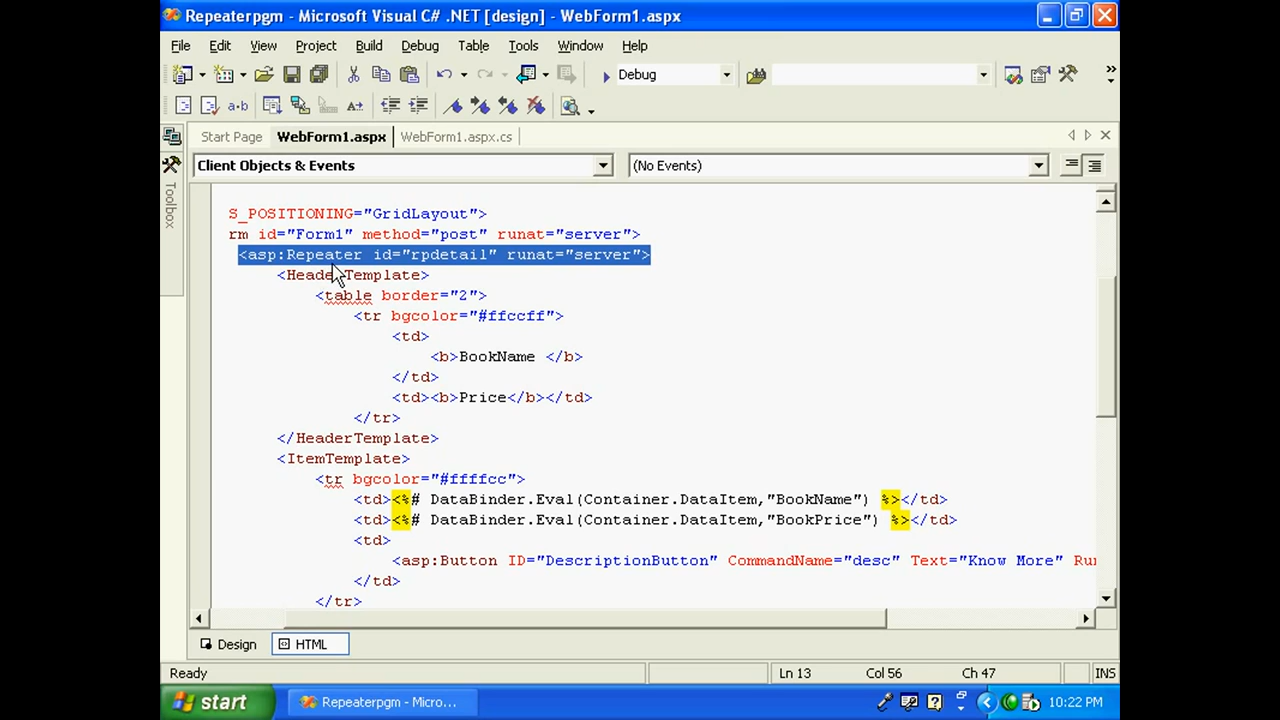 Repeaterpgm - Microsoft Visual C# .NET [design] - WebForm1.aspx
File Edit View Project Build Debug Table Tools Window Help
Debug
Start Page WebForm1.aspx WebForm1.aspx.cs
Client Objects & Events (No Events)
Toolbox
S_POSITIONING="GridLayout">
rm id="Form1" method="post" runat="server">
<asp:Repeater id="rpdetail" runat="server">
<HeaderTemplate>
<table border="2">
<tr bgcolor="#ffccff">
<td>
<b>BookName </b>
</td>
<td><b>Price</b></td>
</tr>
</HeaderTemplate>
<ItemTemplate>
<tr bgcolor="#ffffcc">
<td><%# DataBinder.Eval(Container.DataItem,"BookName") %></td>
<td><%# DataBinder.Eval(Container.DataItem,"BookPrice") %></td>
<td>
<asp:Button ID="DescriptionButton" CommandName="desc" Text="Know More" Run
</td>
</tr>
Design HTML
Ready Ln 13 Col 56 Ch 47 INS
start Repeaterpgm - Micro... 10:22 PM